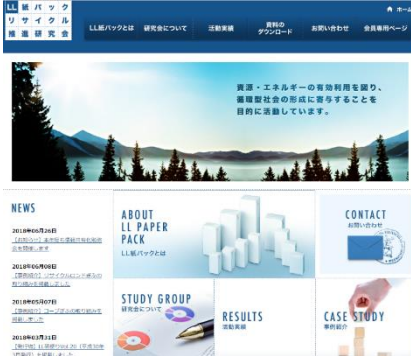 LL 紙パック
リサイクル
推進研究会
ホーム
LL紙パックとは
研究会について
活動実績
資料の
ダウンロード
お問い合わせ
会員専用ページ
資源・エネルギーの有効利用を図り、
循環型社会の形成に寄与することを
目的に活動しています。
NEWS
2018年06月26日
2018年06月08日
2018年05月07日
2018年03月31日
ABOUT
LL PAPER
PACK
LL紙パックとは
CONTACT
お問い合わせ
STUDY GROUP
研究会について
RESULTS
活動実績
CASE STUDY
事例紹介